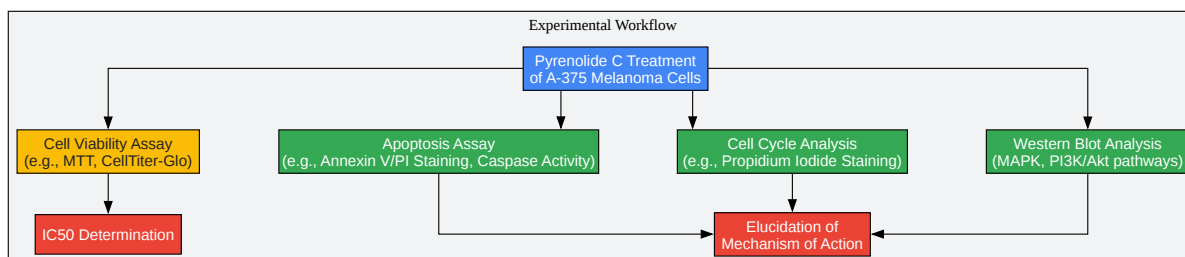 Experimental Workflow
Pyrenolide C Treatment
of A-375 Melanoma Cells
Cell Viability Assay
(e.g., MTT, CellTiter-Glo)
Apoptosis Assay
(e.g., Annexin V/PI Staining, Caspase Activity)
Cell Cycle Analysis
(e.g., Propidium Iodide Staining)
Western Blot Analysis
(MAPK, PI3K/Akt pathways)
IC50 Determination
Elucidation of
Mechanism of Action